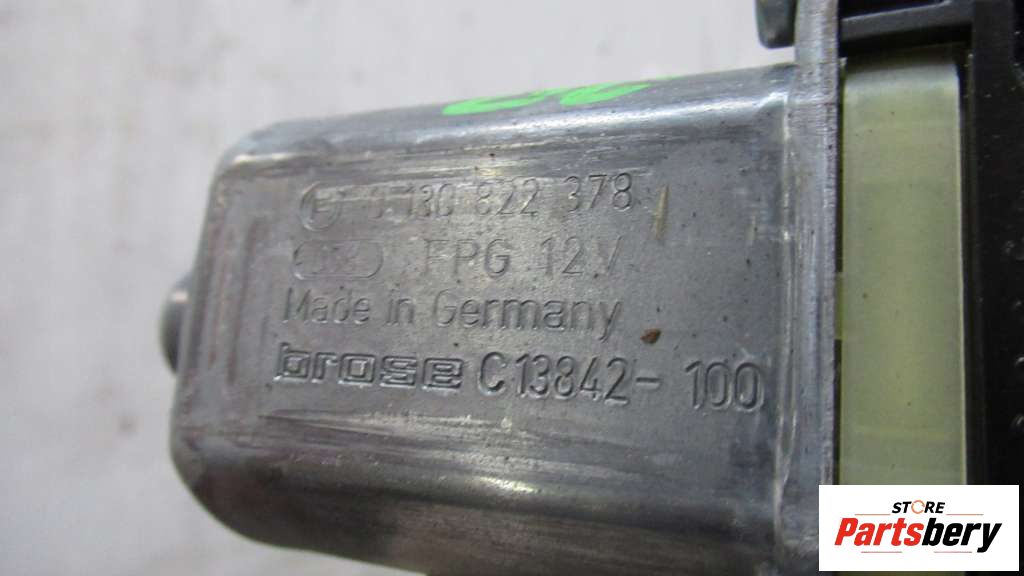 0 130 822 378
FPG 12V
Made in Germany
brose C13842-100
STORE
Partsbery